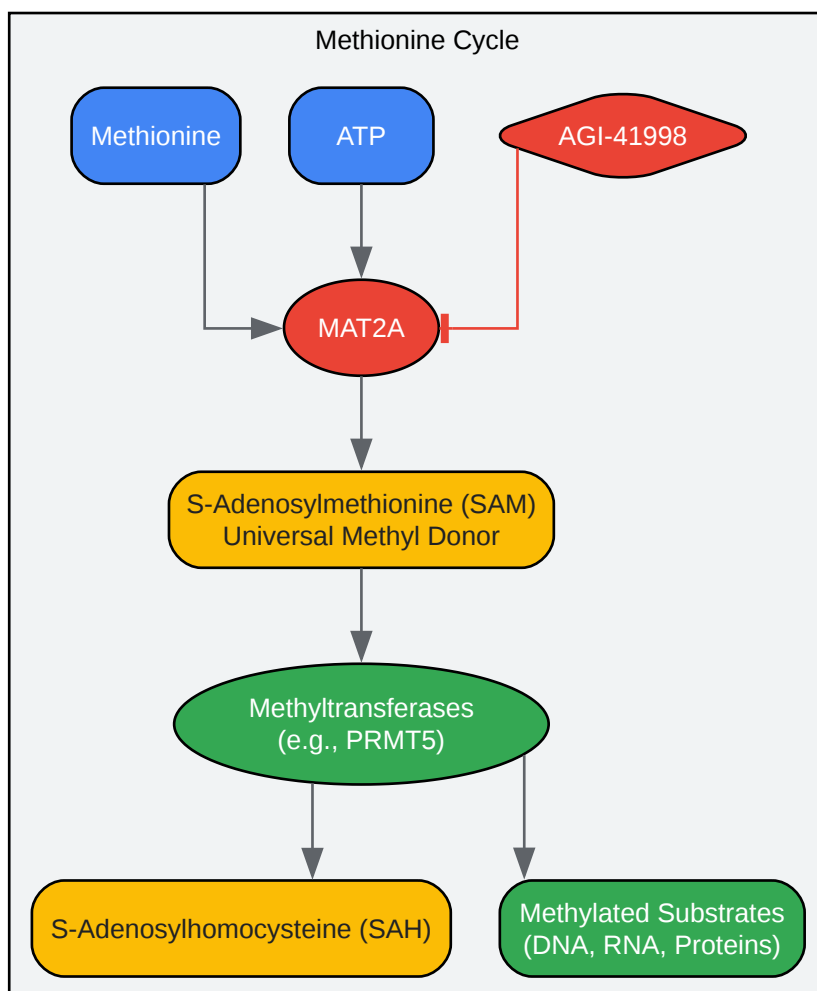 Methionine Cycle
Methionine
ATP
AGI-41998
MAT2A
S-Adenosylmethionine (SAM)
Universal Methyl Donor
Methyltransferases
(e.g., PRMT5)
S-Adenosylhomocysteine (SAH)
Methylated Substrates
(DNA, RNA, Proteins)